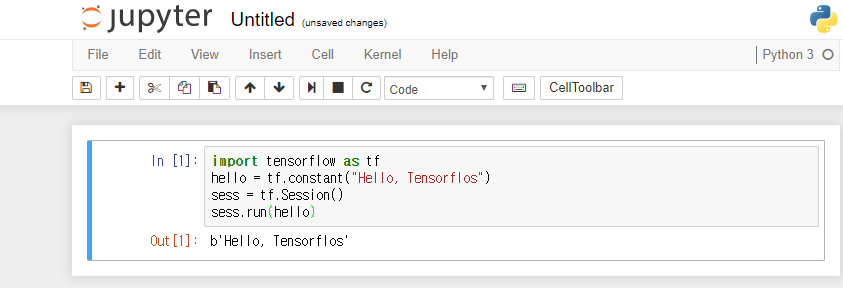 jupyter Untitled (unsaved changes)
File Edit View Insert Cell Kernel Help Python 3
Code CellToolbar
In [1]: import tensorflow as tf
hello = tf.constant("Hello, Tensorflos")
sess = tf.Session()
sess.run(hello)
Out[1]: b'Hello, Tensorflos'